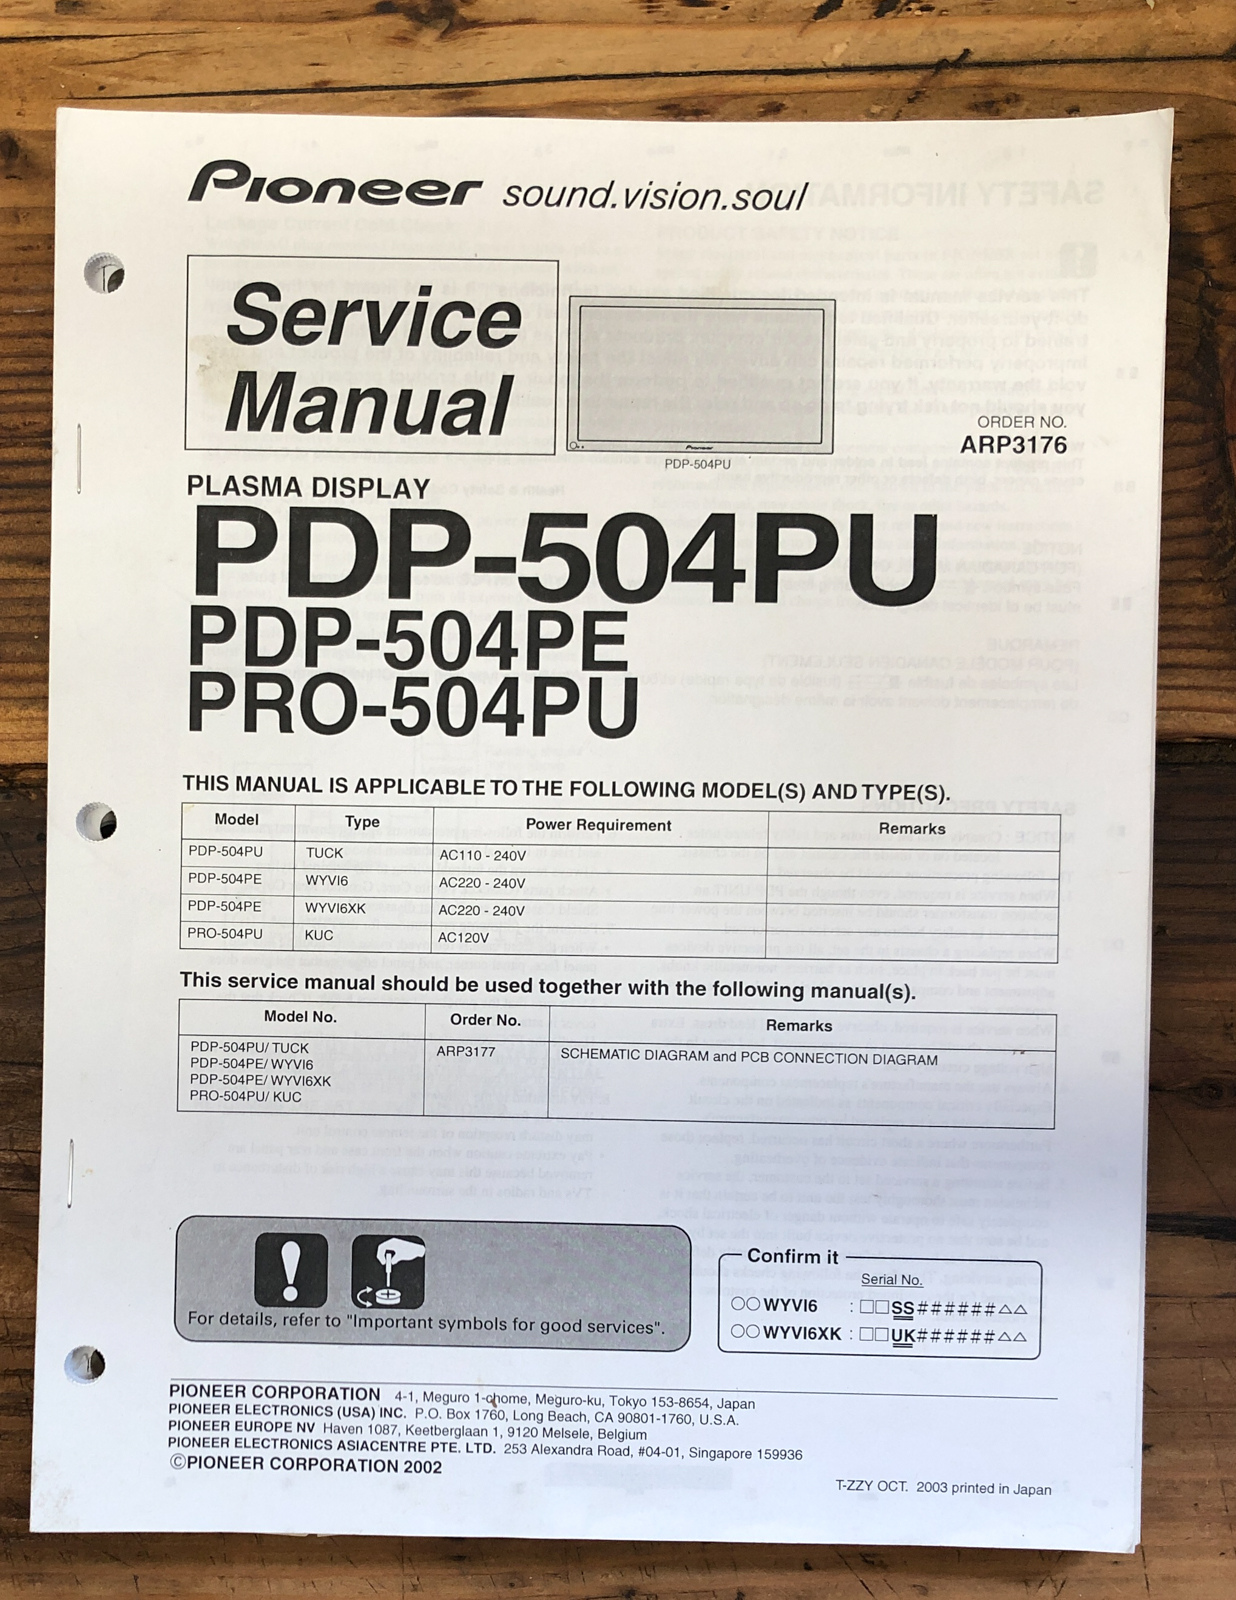 Pioneer sound.vision.soul
Service
Manual
Pioneer
PDP-504PU
ORDER NO.
ARP3176
PLASMA DISPLAY
PDP-504PU
PDP-504PE
PRO-504PU
THIS MANUAL IS APPLICABLE TO THE FOLLOWING MODEL(S) AND TYPE(S).
Model Type Power Requirement Remarks
PDP-504PU TUCK AC110 - 240V
PDP-504PE WYVI6 AC220 - 240V
PDP-504PE WYVI6XK AC220 - 240V
PRO-504PU KUC AC120V
This service manual should be used together with the following manual(s).
Model No. Order No. Remarks
PDP-504PU/ TUCK ARP3177 SCHEMATIC DIAGRAM and PCB CONNECTION DIAGRAM
PDP-504PE/ WYVI6
PDP-504PE/ WYVI6XK
PRO-504PU/ KUC
For details, refer to "Important symbols for good services".
Confirm it
Serial No.
○○WYVI6 : □□SS######△△
○○WYVI6XK : □□UK######△△
PIONEER CORPORATION 4-1, Meguro 1-chome, Meguro-ku, Tokyo 153-8654, Japan
PIONEER ELECTRONICS (USA) INC. P.O. Box 1760, Long Beach, CA 90801-1760, U.S.A.
PIONEER EUROPE NV Haven 1087, Keetberglaan 1, 9120 Melsele, Belgium
PIONEER ELECTRONICS ASIACENTRE PTE. LTD. 253 Alexandra Road, #04-01, Singapore 159936
©PIONEER CORPORATION 2002
T-ZZY OCT. 2003 printed in Japan